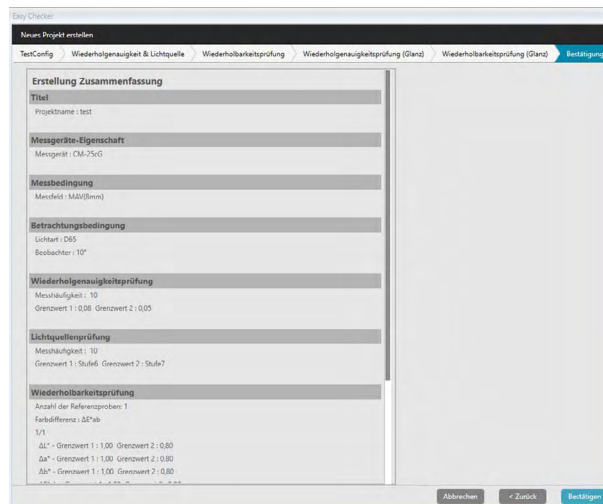 Easy Checker
Neues Projekt erstellen
TestConfig Wiederholgenauigkeit & Lichtquelle Wiederholbarkeitsprüfung Wiederholgenauigkeitsprüfung (Glanz) Wiederholbarkeitsprüfung (Glanz) Bestätigung
Erstellung Zusammenfassung
Titel
Projektname : test
Messgeräte-Eigenschaft
Messgerät : CM-25cG
Messbedingung
Messfeld : MAV(8mm)
Betrachtungsbedingung
Lichtart : D65
Beobachter : 10°
Wiederholgenauigkeitsprüfung
Messhäufigkeit : 10
Grenzwert 1 : 0,08 Grenzwert 2 : 0,05
Lichtquellenprüfung
Messhäufigkeit : 10
Grenzwert 1 : Stufe6 Grenzwert 2 : Stufe7
Wiederholbarkeitsprüfung
Anzahl der Referenzproben: 1
Farbdifferenz : ΔE*ab
1/1
ΔL* - Grenzwert 1 : 1,00 Grenzwert 2 : 0,80
Δa* - Grenzwert 1 : 1,00 Grenzwert 2 : 0,80
Δb* - Grenzwert 1 : 1,00 Grenzwert 2 : 0,80
Abbrechen < Zurück Bestätigen